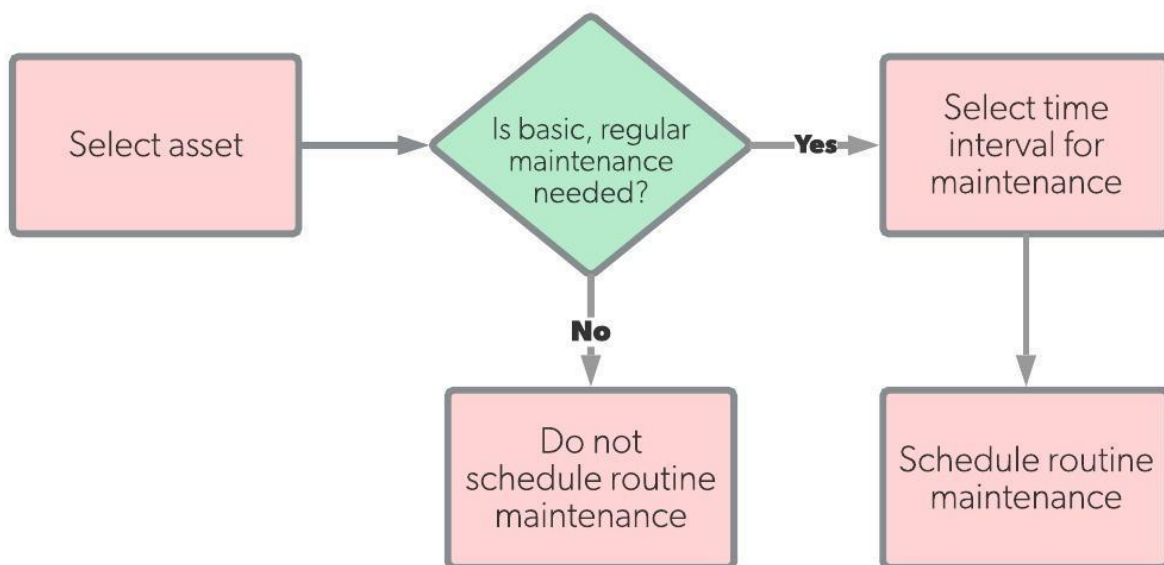 Select asset
Is basic, regular
maintenance
needed?
Yes
Select time
interval for
maintenance
No
Do not
schedule routine
maintenance
Schedule routine
maintenance